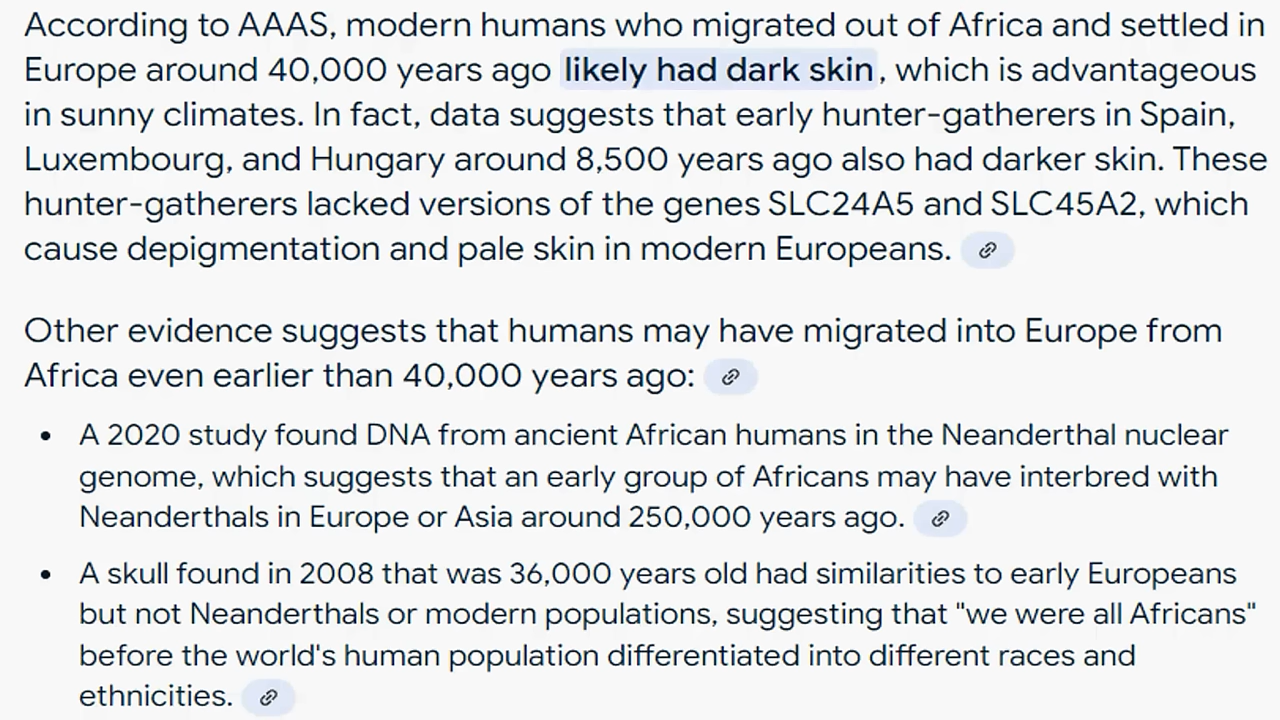 According to AAAS, modern humans who migrated out of Africa and settled in
Europe around 40,000 years ago likely had dark skin, which is advantageous
in sunny climates. In fact, data suggests that early hunter-gatherers in Spain,
Luxembourg, and Hungary around 8,500 years ago also had darker skin. These
hunter-gatherers lacked versions of the genes SLC24A5 and SLC45A2, which
cause depigmentation and pale skin in modern Europeans.
Other evidence suggests that humans may have migrated into Europe from
Africa even earlier than 40,000 years ago:
• A 2020 study found DNA from ancient African humans in the Neanderthal nuclear
genome, which suggests that an early group of Africans may have interbred with
Neanderthals in Europe or Asia around 250,000 years ago.
• A skull found in 2008 that was 36,000 years old had similarities to early Europeans
but not Neanderthals or modern populations, suggesting that "we were all Africans"
before the world's human population differentiated into different races and
ethnicities.